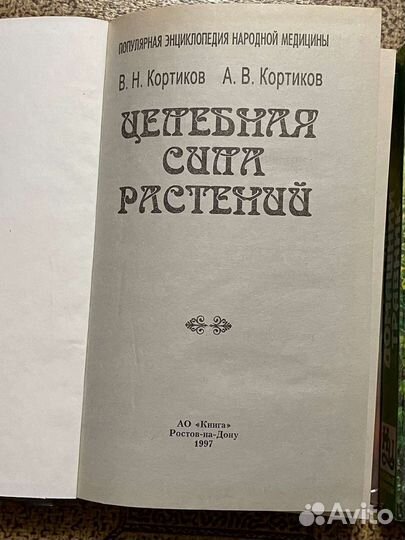 ПОПУЛЯРНАЯ ЭНЦИКЛОПЕДИЯ НАРОДНОЙ МЕДИЦИНЫ
В. Н. Кортиков А. В. Кортиков
ЦЕЛЕБНАЯ
СИЛА
РАСТЕНИЙ
АО «Книга»
Ростов-на-Дону
1997
Avito